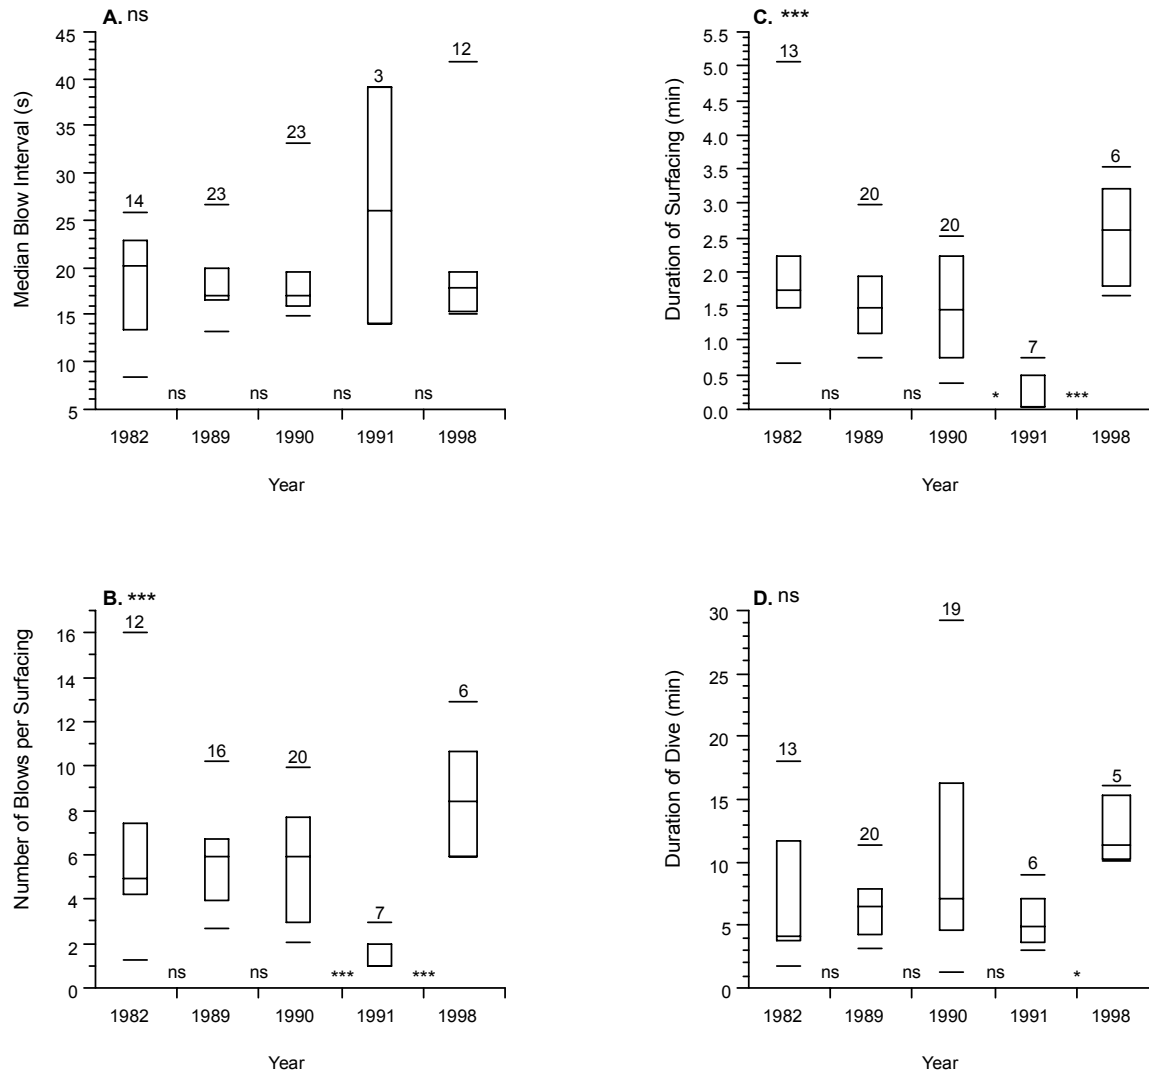 A. ns
Median Blow Interval (s)
45
40
35
30
25
20
15
10
5
14
23
23
3
12
ns ns ns ns
1982 1989 1990 1991 1998
Year
C. ***
Duration of Surfacing (min)
5.5
5.0
4.5
4.0
3.5
3.0
2.5
2.0
1.5
1.0
0.5
0.0
13
20
20
7
6
ns ns * ***
1982 1989 1990 1991 1998
Year
B. ***
Number of Blows per Surfacing
16
14
12
10
8
6
4
2
0
12
16
20
7
6
ns ns *** ***
1982 1989 1990 1991 1998
Year
D. ns
Duration of Dive (min)
30
25
20
15
10
5
0
13
20
19
6
5
ns ns ns *
1982 1989 1990 1991 1998
Year